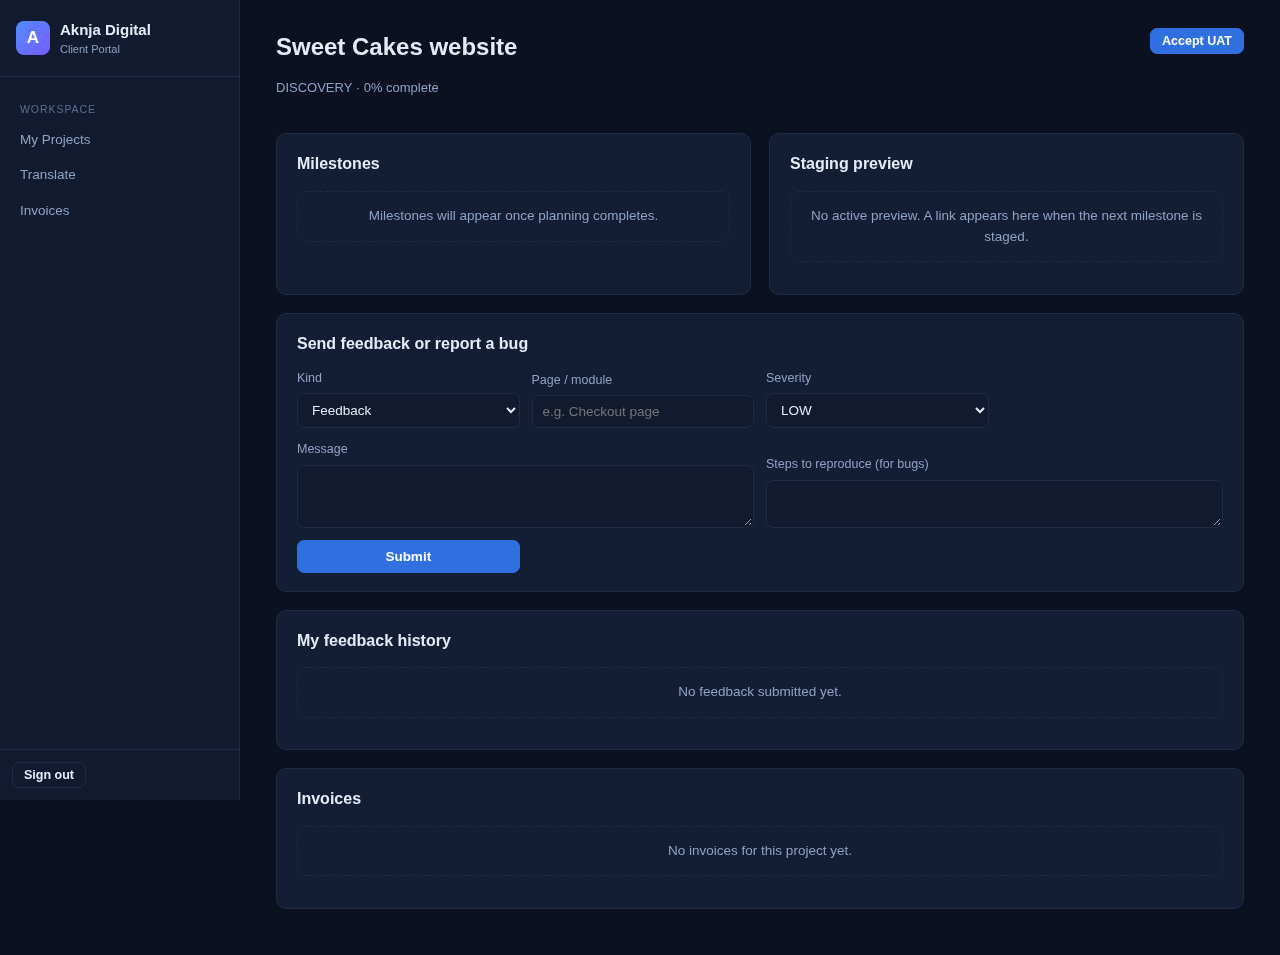 A
Aknja Digital
Client Portal
WORKSPACE
My Projects
Translate
Invoices
Sign out
Sweet Cakes website
Accept UAT
DISCOVERY · 0% complete
Milestones
Milestones will appear once planning completes.
Staging preview
No active preview. A link appears here when the next milestone is
staged.
Send feedback or report a bug
Kind
Page / module
Severity
Feedback
e.g. Checkout page
LOW
Message
Steps to reproduce (for bugs)
Submit
My feedback history
No feedback submitted yet.
Invoices
No invoices for this project yet.